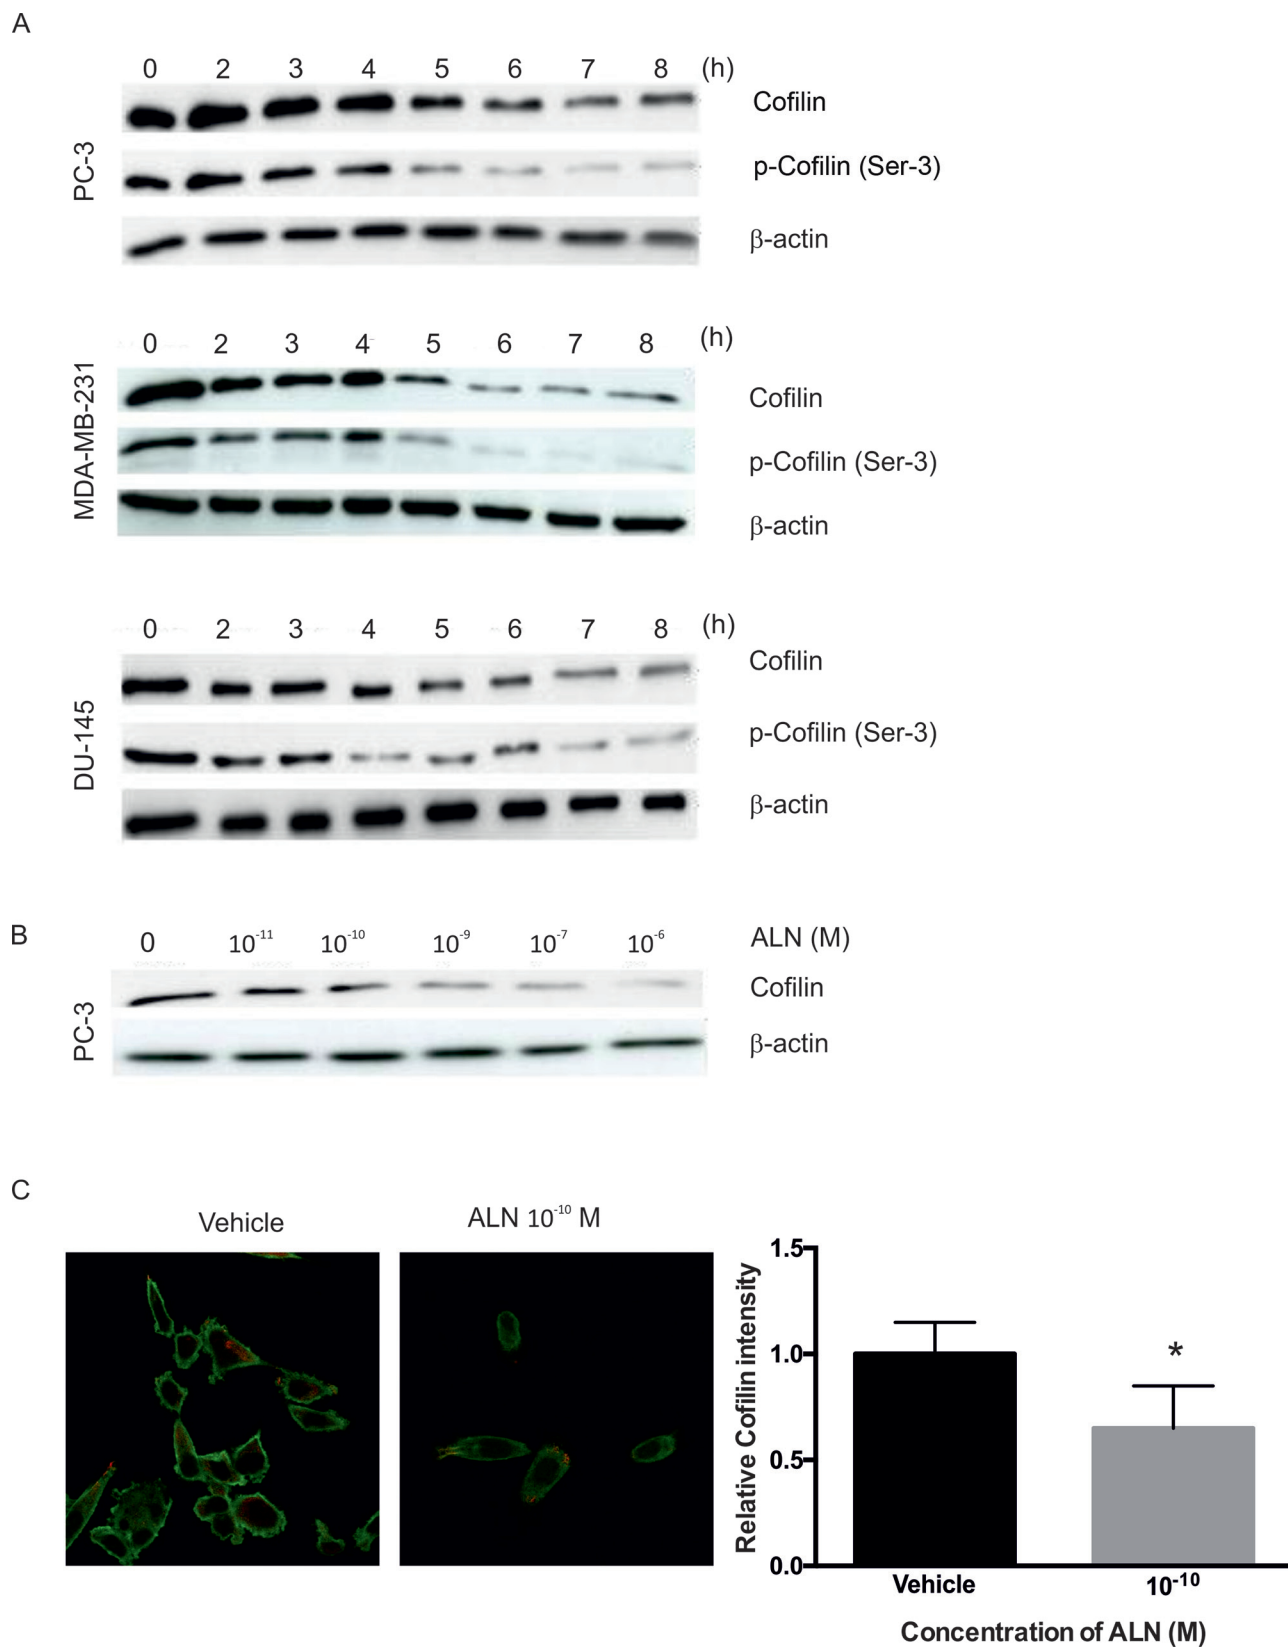 A
0 2 3 4 5 6 7 8 (h)
Cofilin
PC-3
p-Cofilin (Ser-3)
β-actin
0 2 3 4 5 6 7 8 (h)
MDA-MB-231
Cofilin
p-Cofilin (Ser-3)
β-actin
0 2 3 4 5 6 7 8 (h)
Cofilin
DU-145
p-Cofilin (Ser-3)
β-actin
B
0 10⁻¹¹ 10⁻¹⁰ 10⁻⁹ 10⁻⁷ 10⁻⁶ ALN (M)
PC-3
Cofilin
β-actin
C
Vehicle
ALN 10⁻¹⁰ M
Relative Cofilin intensity
1.5
1.0
*
0.5
0.0
Vehicle 10⁻¹⁰
Concentration of ALN (M)